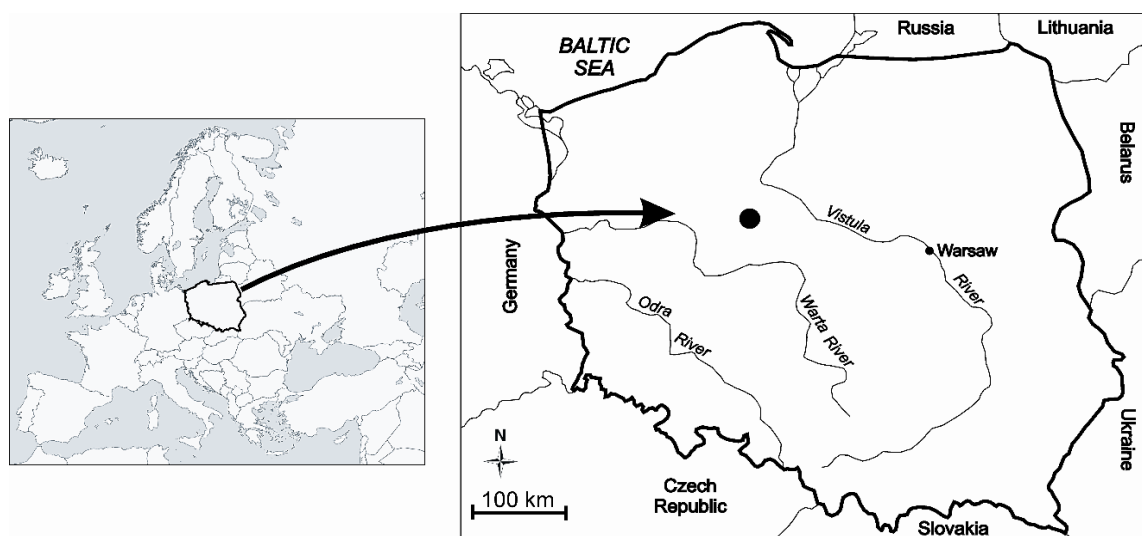 BALTIC
SEA
Russia
Lithuania
Belarus
Vistula
Warsaw
River
Germany
Odra
River
Warta River
Ukraine
N
100 km
Czech
Republic
Slovakia